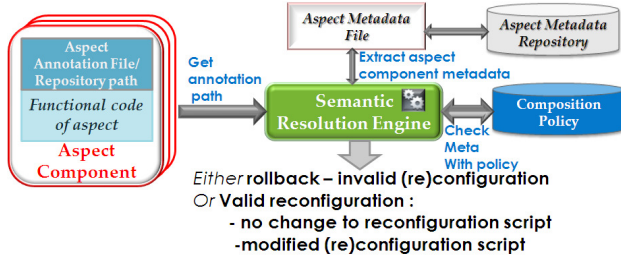 Aspect
Annotation File/
Repository path
Functional code
of aspect
Aspect
Component
Get
annotation
path
Aspect Metadata
File
Aspect Metadata
Repository
Extract aspect
component metadata
Semantic
Resolution Engine
Composition
Policy
Check
Meta
With policy
Either rollback – invalid (re)configuration
Or Valid reconfiguration :
- no change to reconfiguration script
-modified (re)configuration script